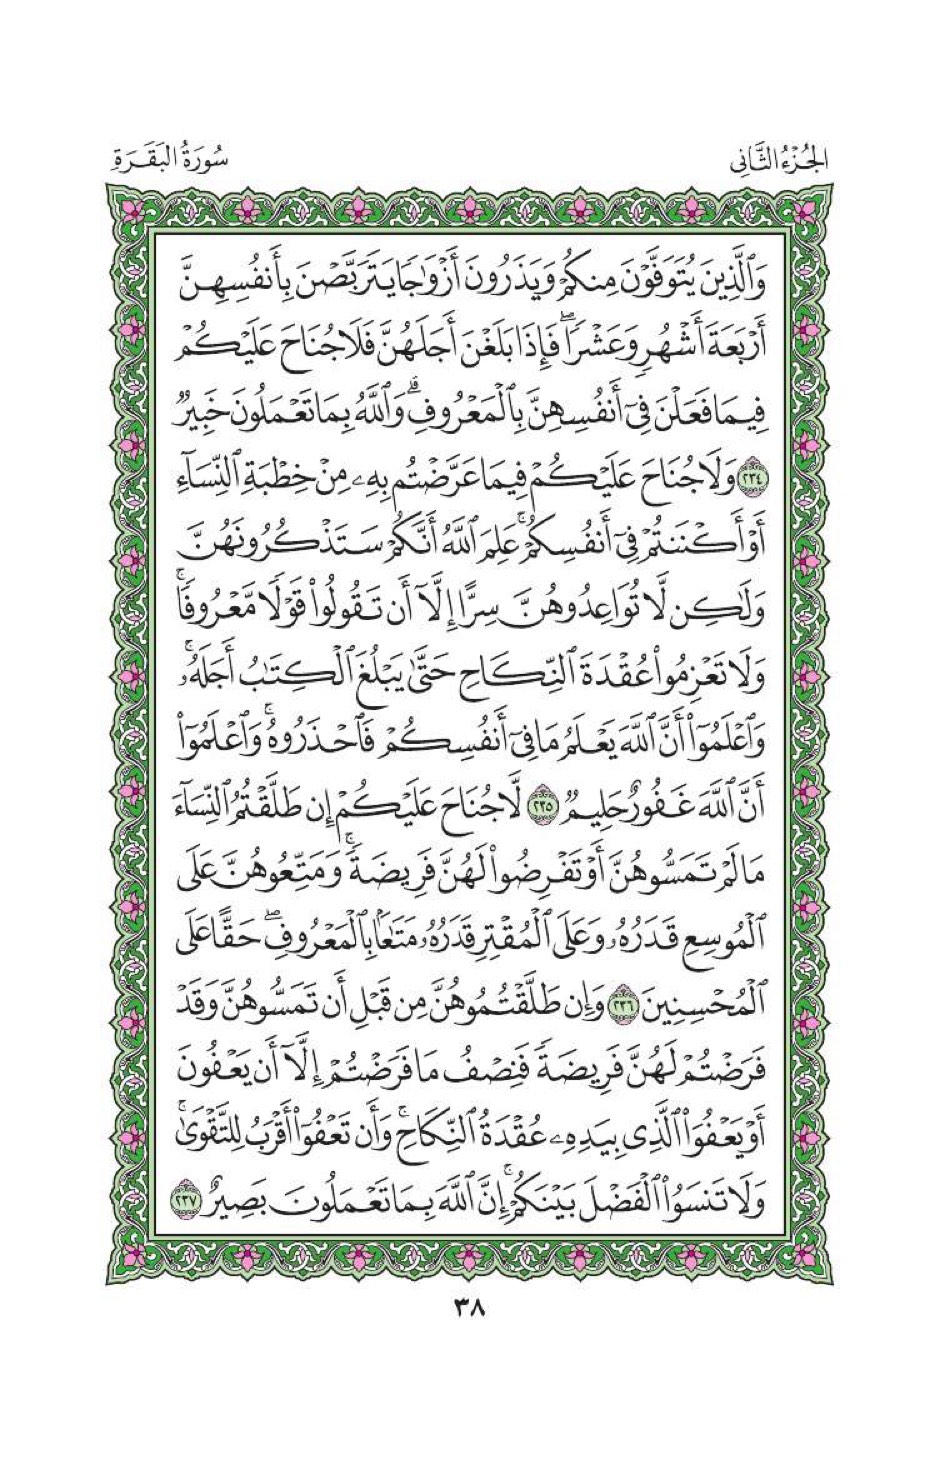 الجُزْءُ الثَّانِي
سُورَةُ البَقَرَةِ
وَٱلَّذِينَ يُتَوَفَّوۡنَ مِنكُمۡ وَيَذَرُونَ أَزۡوَٰجٗا يَتَرَبَّصۡنَ بِأَنفُسِهِنَّ
أَرۡبَعَةَ أَشۡهُرٖ وَعَشۡرٗاۖ فَإِذَا بَلَغۡنَ أَجَلَهُنَّ فَلَا جُنَاحَ عَلَيۡكُمۡ
فِيمَا فَعَلۡنَ فِيٓ أَنفُسِهِنَّ بِٱلۡمَعۡرُوفِۗ وَٱللَّهُ بِمَا تَعۡمَلُونَ خَبِيرٞ
٢٣٤ وَلَا جُنَاحَ عَلَيۡكُمۡ فِيمَا عَرَّضۡتُم بِهِۦ مِنۡ خِطۡبَةِ ٱلنِّسَآءِ
أَوۡ أَكۡنَنتُمۡ فِيٓ أَنفُسِكُمۡۚ عَلِمَ ٱللَّهُ أَنَّكُمۡ سَتَذۡكُرُونَهُنَّ
وَلَٰكِن لَّا تُوَاعِدُوهُنَّ سِرًّا إِلَّآ أَن تَقُولُواْ قَوۡلٗا مَّعۡرُوفٗاۚ
وَلَا تَعۡزِمُواْ عُقۡدَةَ ٱلنِّكَاحِ حَتَّىٰ يَبۡلُغَ ٱلۡكِتَٰبُ أَجَلَهُۥۚ
وَٱعۡلَمُوٓاْ أَنَّ ٱللَّهَ يَعۡلَمُ مَا فِيٓ أَنفُسِكُمۡ فَٱحۡذَرُوهُۚ وَٱعۡلَمُوٓاْ
أَنَّ ٱللَّهَ غَفُورٌ حَلِيمٞ ٢٣٥ لَّا جُنَاحَ عَلَيۡكُمۡ إِن طَلَّقۡتُمُ ٱلنِّسَآءَ
مَا لَمۡ تَمَسُّوهُنَّ أَوۡ تَفۡرِضُواْ لَهُنَّ فَرِيضَةٗۚ وَمَتِّعُوهُنَّ عَلَى
ٱلۡمُوسِعِ قَدَرُهُۥ وَعَلَى ٱلۡمُقۡتِرِ قَدَرُهُۥ مَتَٰعَۢا بِٱلۡمَعۡرُوفِۖ حَقًّا عَلَى
ٱلۡمُحۡسِنِينَ ٢٣٦ وَإِن طَلَّقۡتُمُوهُنَّ مِن قَبۡلِ أَن تَمَسُّوهُنَّ وَقَدۡ
فَرَضۡتُمۡ لَهُنَّ فَرِيضَةٗ فَنِصۡفُ مَا فَرَضۡتُمۡ إِلَّآ أَن يَعۡفُونَ
أَوۡ يَعۡفُوَاْ ٱلَّذِي بِيَدِهِۦ عُقۡدَةُ ٱلنِّكَاحِۚ وَأَن تَعۡفُوٓاْ أَقۡرَبُ لِلتَّقۡوَىٰۚ
وَلَا تَنسَوُاْ ٱلۡفَضۡلَ بَيۡنَكُمۡۚ إِنَّ ٱللَّهَ بِمَا تَعۡمَلُونَ بَصِيرٞ ٢٣٧
٣٨